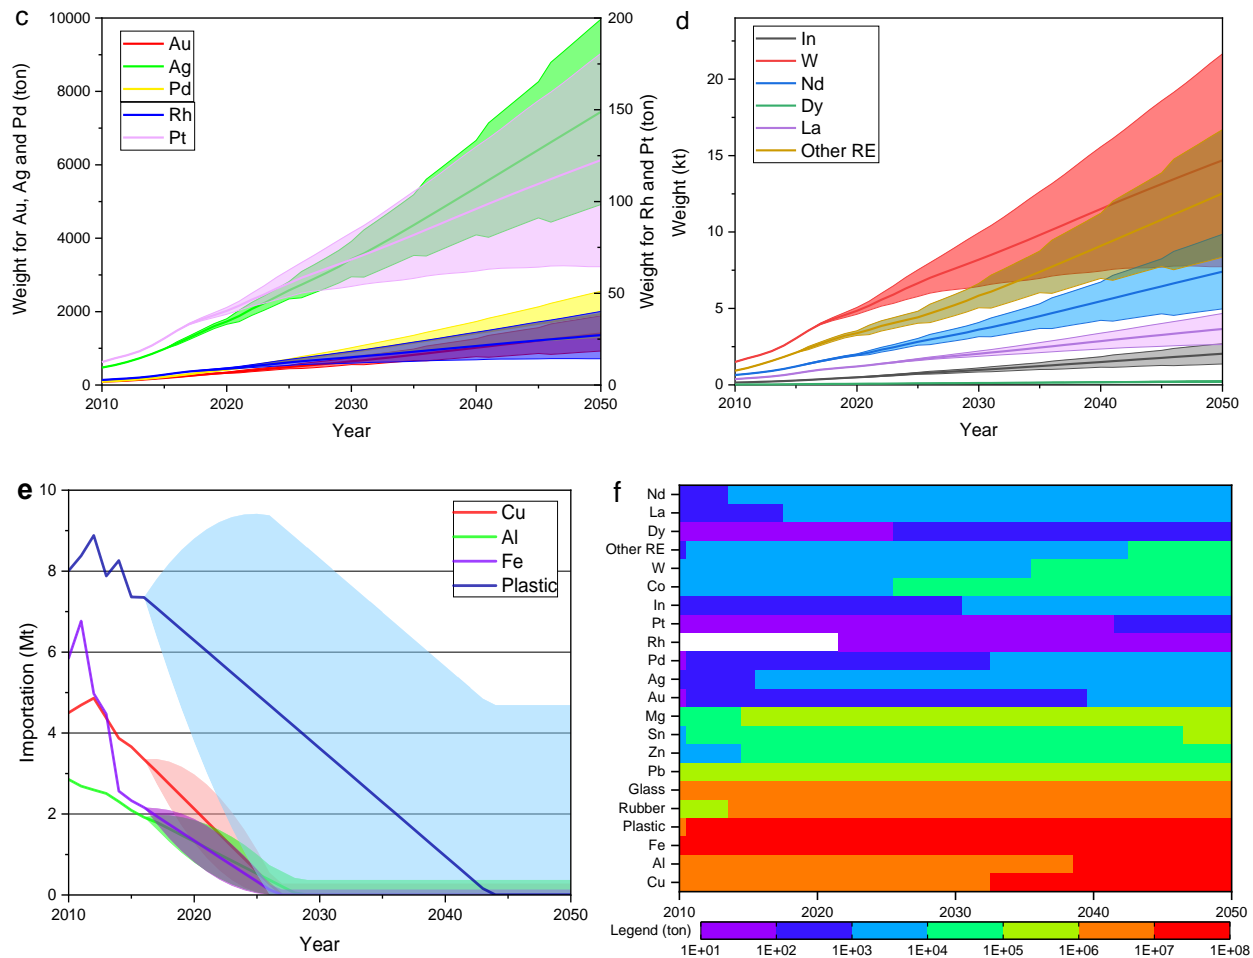 c
10000
8000
6000
4000
2000
0
Weight for Au, Ag and Pd (ton)
Au
Ag
Pd
Rh
Pt
200
150
100
50
0
Weight for Rh and Pt (ton)
2010
2020
2030
2040
2050
Year
d
20
15
10
5
0
Weight (kt)
In
W
Nd
Dy
La
Other RE
2010
2020
2030
2040
2050
Year
e
10
8
6
4
2
0
Importation (Mt)
Cu
Al
Fe
Plastic
2010
2020
2030
2040
2050
Year
f
Nd
La
Dy
Other RE
W
Co
In
Pt
Rh
Pd
Ag
Au
Mg
Sn
Zn
Pb
Glass
Rubber
Plastic
Fe
Al
Cu
2010
2020
2030
2040
2050
Legend (ton)
1E+01
1E+02
1E+03
1E+04
1E+05
1E+06
1E+07
1E+08